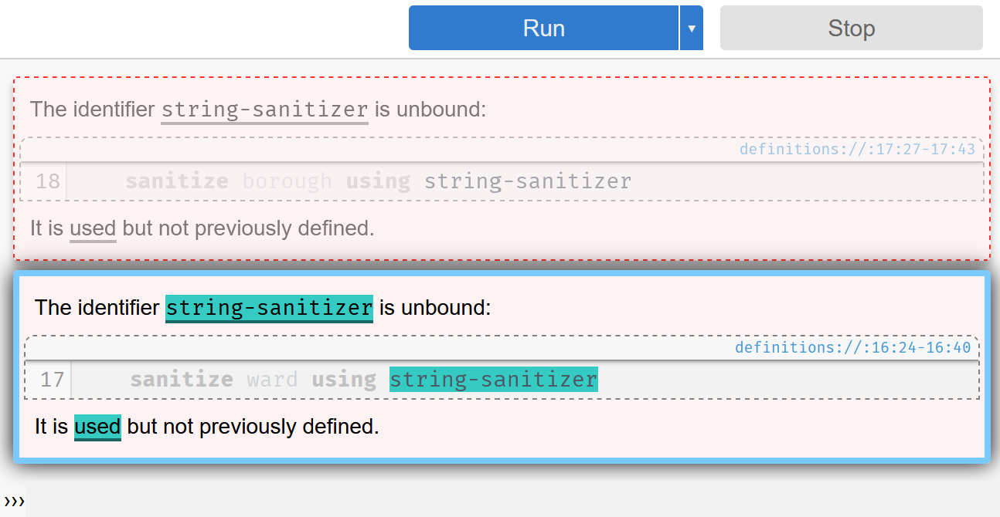 Run ▼ Stop
The identifier string-sanitizer is unbound:
definitions://:17:27-17:43
18 sanitize borough using string-sanitizer
It is used but not previously defined.
The identifier string-sanitizer is unbound:
definitions://:16:24-16:40
17 sanitize ward using string-sanitizer
It is used but not previously defined.
›››